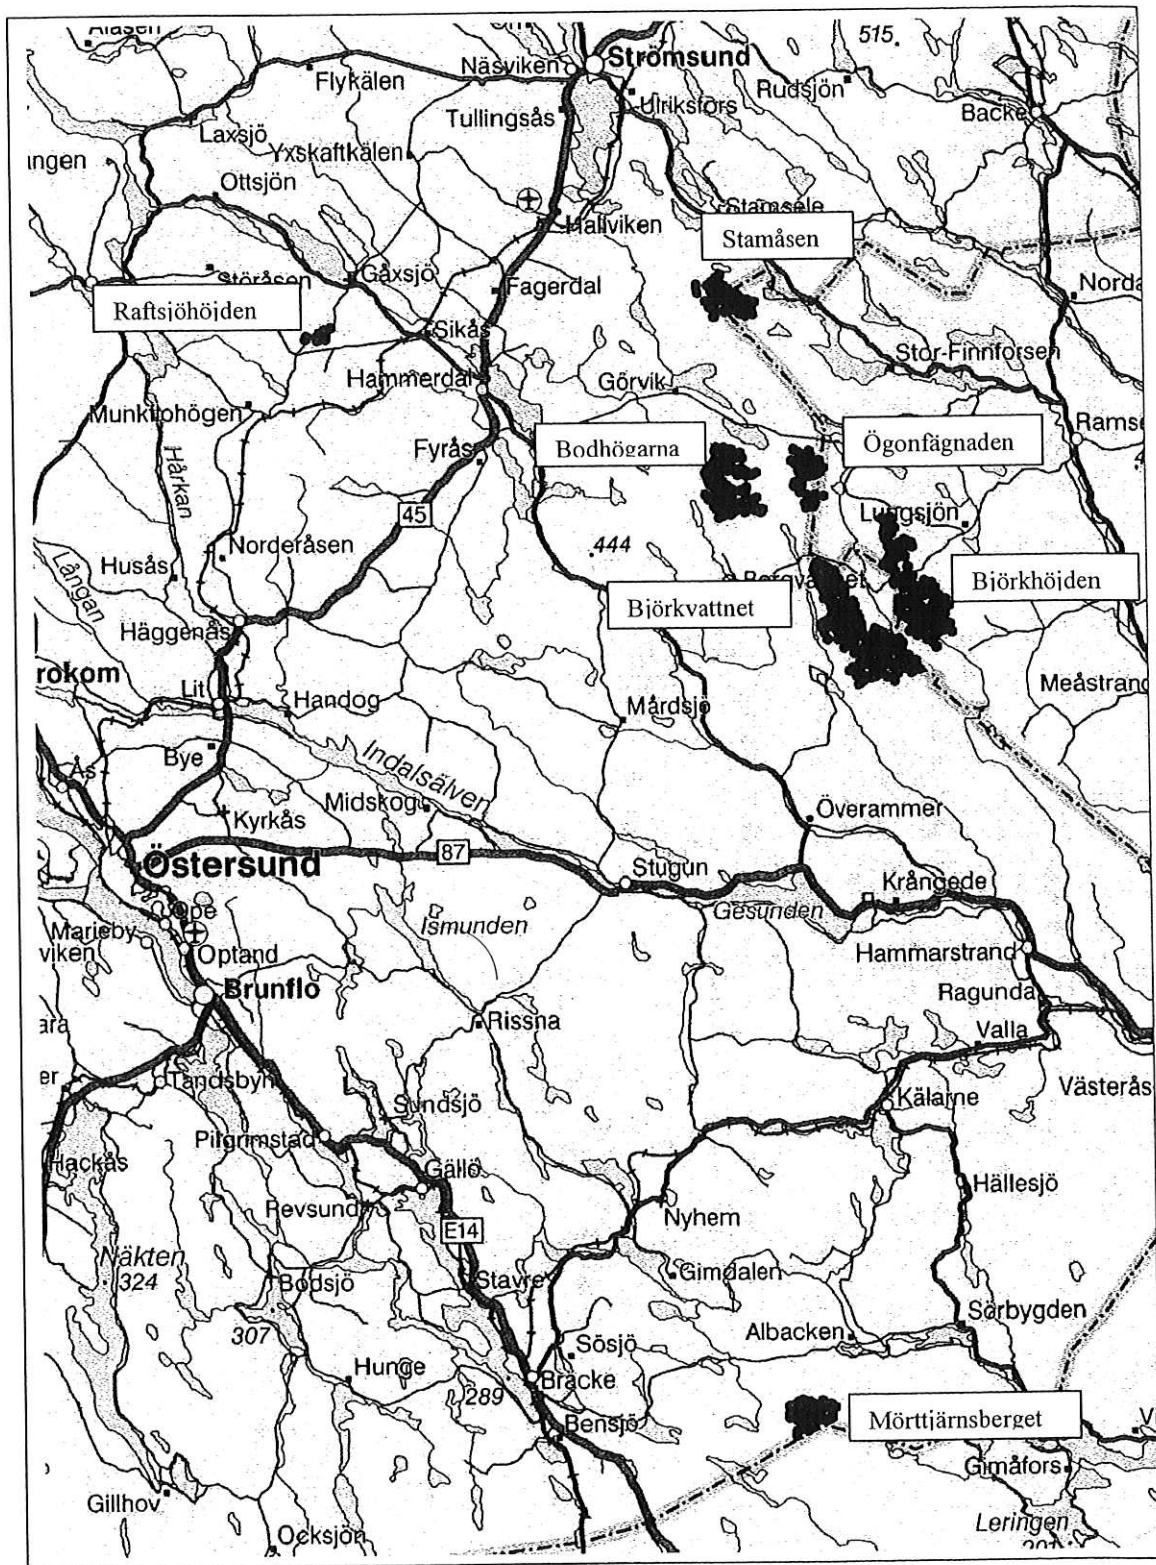 515
Strömsund
Näsviken
Flykälen
Rudsjön
Ulriksfors
Tullingsås
Backe
Laxsjö
Yxskaftkälen
Ottsjön
Stamsele
Hallviken
Stamåsen
Storåsen
Gåxsjö
Fagerdal
Raftsjöhöjden
Sikås
Stor-Finnforsen
Hammerdal
Görvik
Munkflohögen
Bodhögarna
Ögonfägnaden
Fyrås
Hårkan
45
Lungsjön
444
Norderåsen
Husås
Långan
Björkhöjden
Björkvattnet
Häggenås
rokom
Lit
Handog
Mårdsjö
Meåstrand
Bye
Indalsälven
Ås
Midskog
Kyrkås
Överammer
87
Östersund
Stugun
Krångede
Ope
Ismunden
Gesunden
Marieby
viken
Optand
Hammarstrand
Brunflo
Ragunda
Rissna
Valla
Tandsbyn
Sundsjö
Kälarne
Västerås
Pilgrimstad
Hackås
Gällö
Hällesjö
Revsund
Nyhem
E14
Näkten
324
Bodsjö
Stavre
Gimdalen
307
Sörbygden
Albacken
Sösjö
Hunge
Bräcke
289
Mörttjärnsberget
Bensjö
Gimåfors
Gillhov
Leringen
Ocksjön